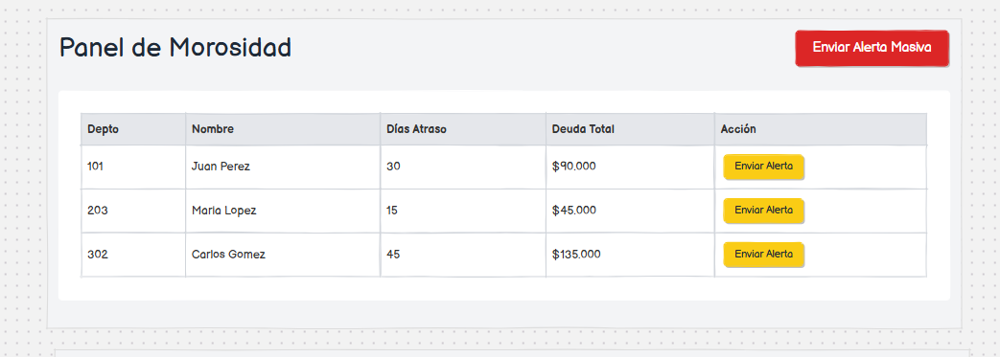 Panel de Morosidad
Enviar Alerta Masiva
Depto Nombre Días Atraso Deuda Total Acción
101 Juan Perez 30 $90.000 Enviar Alerta
203 Maria Lopez 15 $45.000 Enviar Alerta
302 Carlos Gomez 45 $135.000 Enviar Alerta